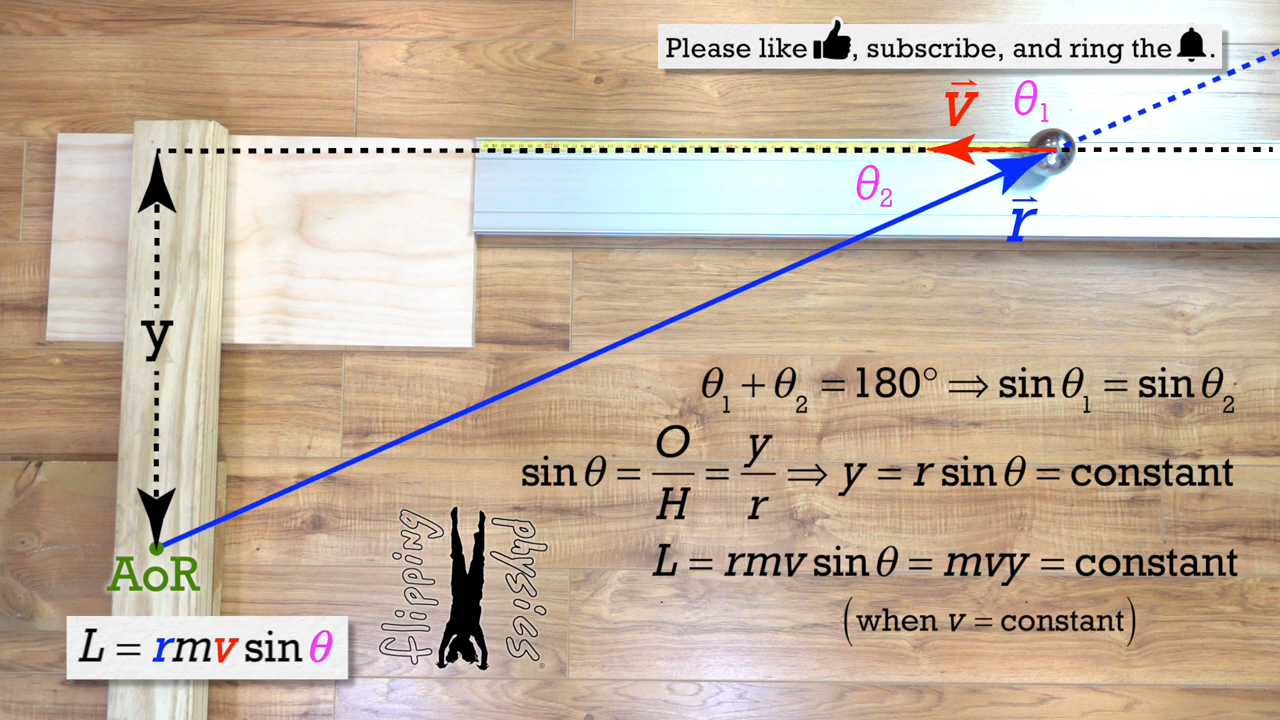 Please like 👍, subscribe, and ring the 🔔.
v⃗
θ₁
θ₂
r⃗
y
AoR
θ₁ + θ₂ = 180° ⇒ sin θ₁ = sin θ₂
sin θ = O/H = y/r ⇒ y = r sin θ = constant
L = rmv sin θ = mvy = constant
(when v = constant)
flipping
physics
L = rmv sin θ